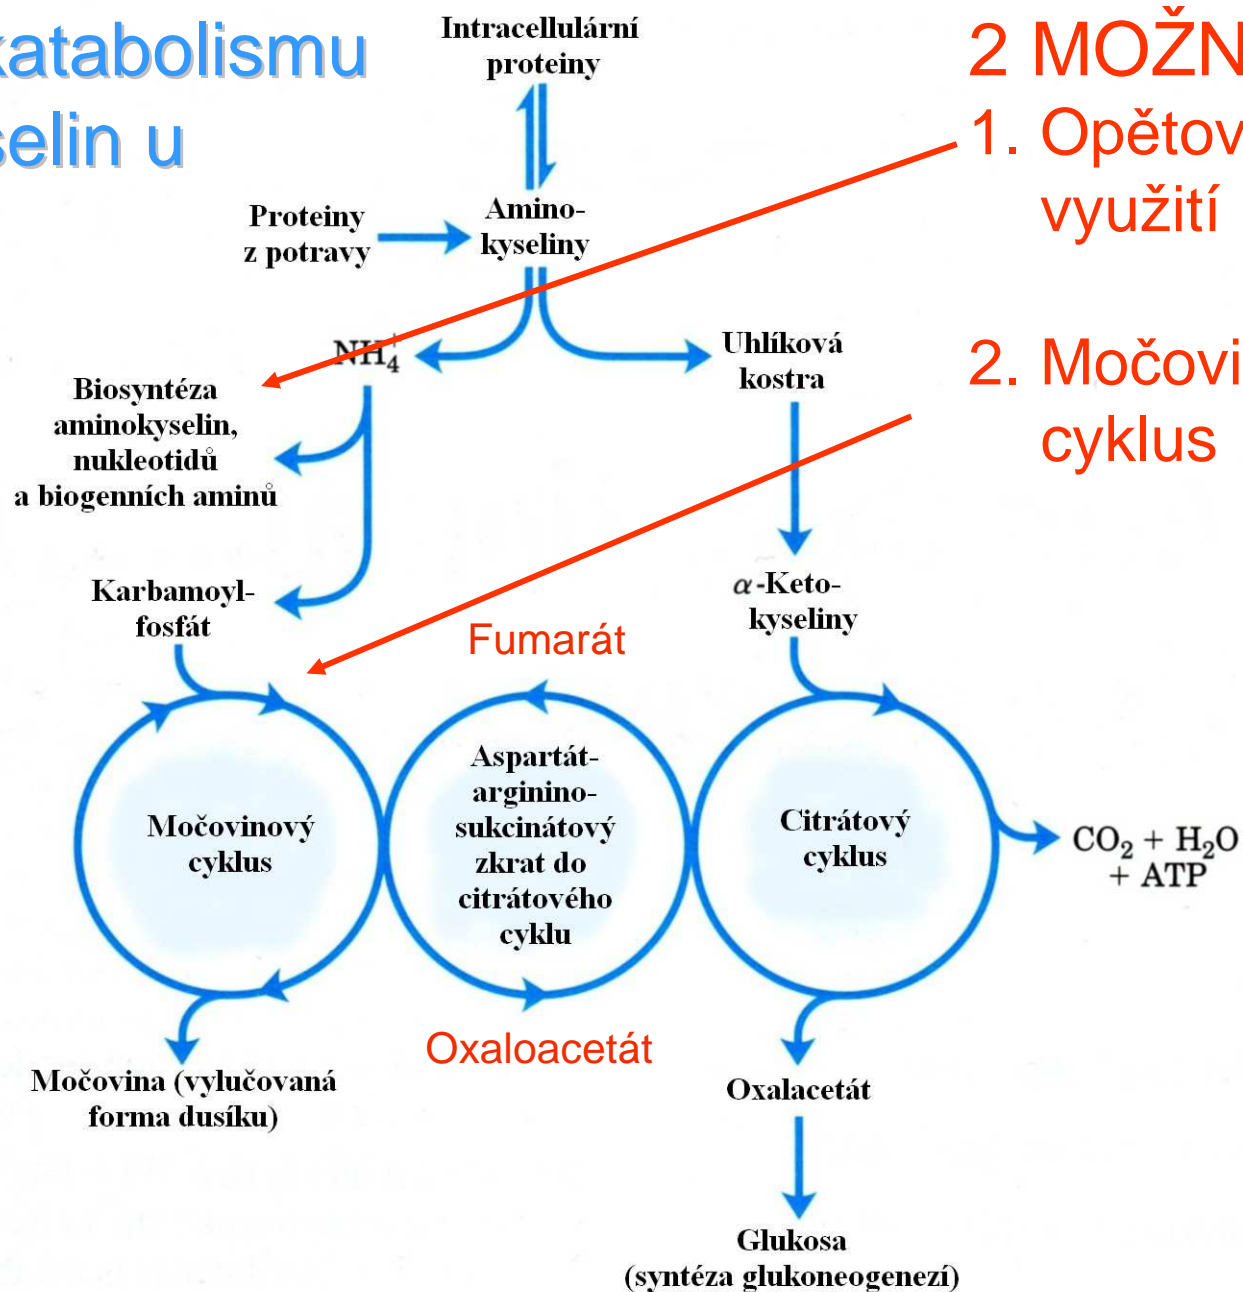 katabolismu
selin u
Intracellulární
proteiny
2 MOŽN
1. Opětov
využití
Proteiny
z potravy
Amino-
kyseliny
NH₄⁺
Uhlíková
kostra
2. Močovi
cyklus
Biosyntéza
aminokyselin,
nukleotidů
a biogenních aminů
Karbamoyl-
fosfát
α-Keto-
kyseliny
Fumarát
Močovinový
cyklus
Aspartát-
arginino-
sukcinátový
zkrat do
citrátového
cyklu
Citrátový
cyklus
CO₂ + H₂O
+ ATP
Oxaloacetát
Močovina (vylučovaná
forma dusíku)
Oxalacetát
Glukosa
(syntéza glukoneogenezí)